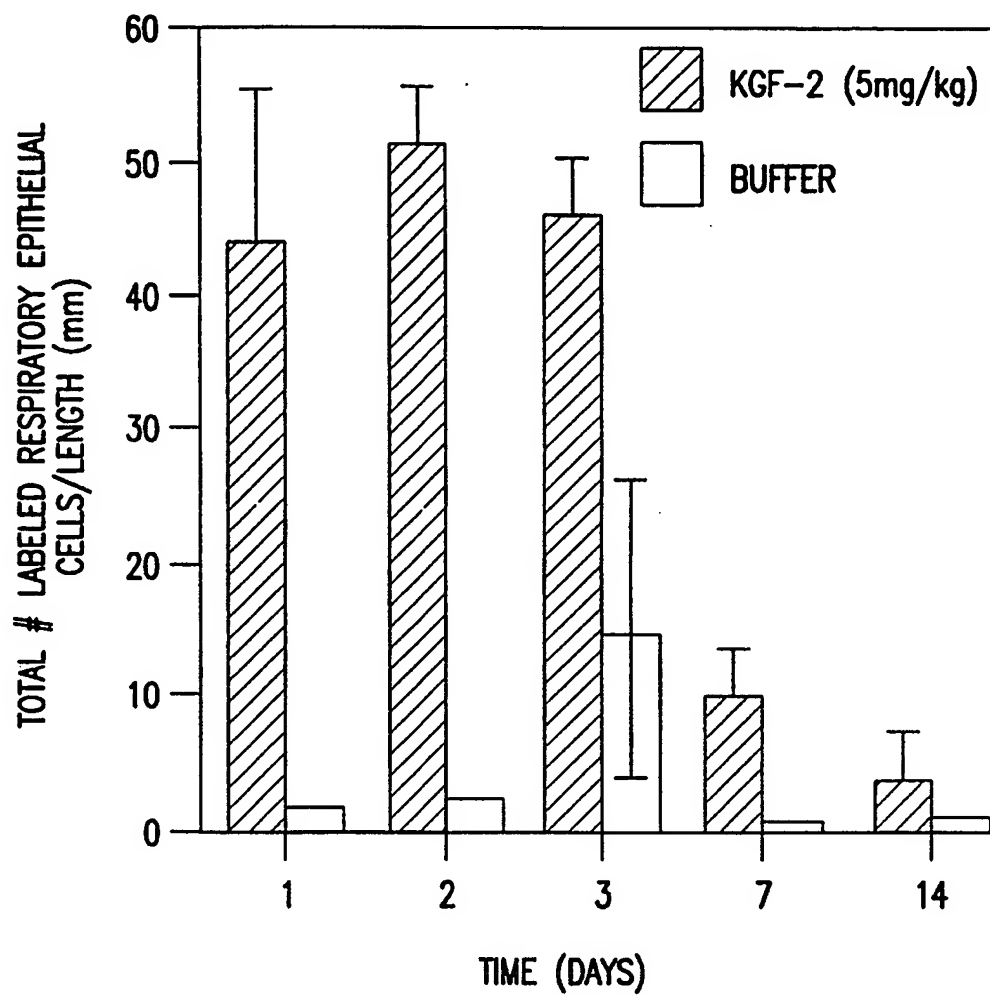 TOTAL # LABELED RESPIRATORY EPITHELIAL
CELLS/LENGTH (mm)
60
50
40
30
20
10
0
KGF-2 (5mg/kg)
BUFFER
1 2 3 7 14
TIME (DAYS)